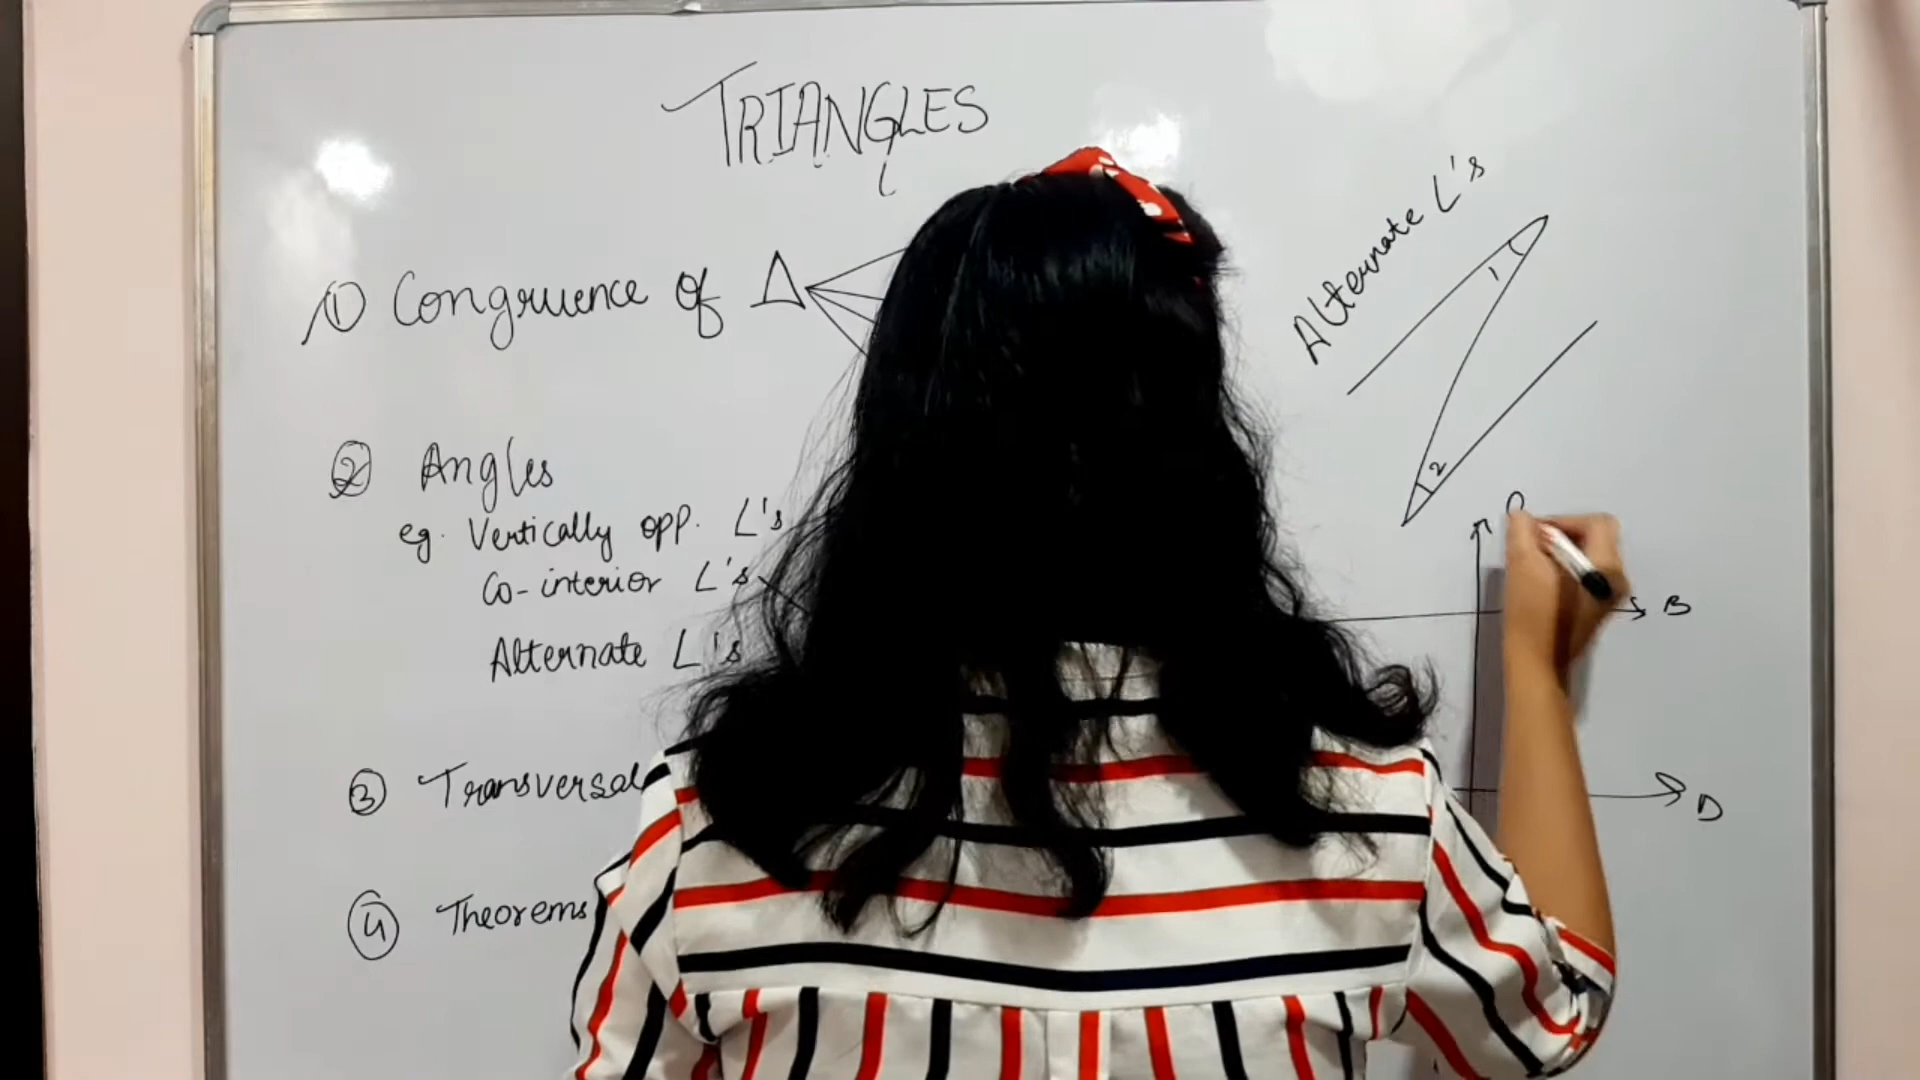 TRIANGLES
① Congruence of Δ
② Angles
eg. Vertically opp. L's
Co-interior L's
Alternate L's
③ Transversal
④ Theorems
Alternate L's
1
2
B
D